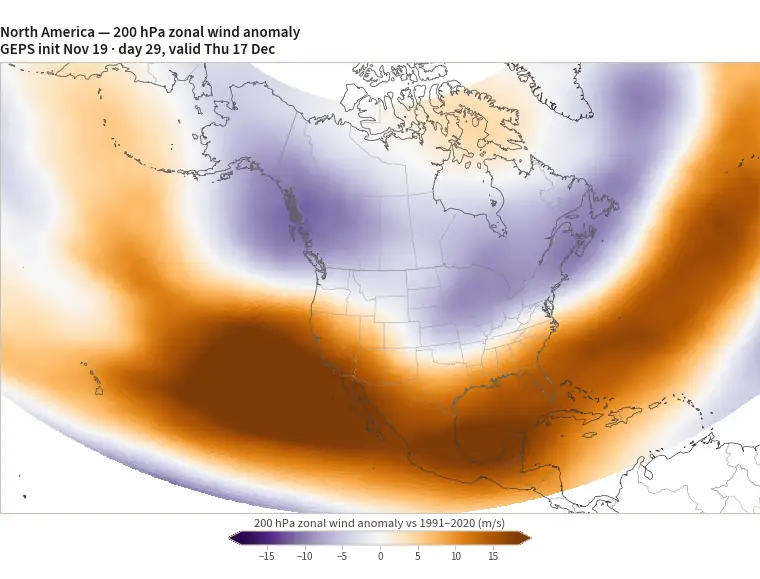 North America — 200 hPa zonal wind anomaly
GEPS init Nov 19 · day 29, valid Thu 17 Dec
200 hPa zonal wind anomaly vs 1991–2020 (m/s)
−15 −10 −5 0 5 10 15